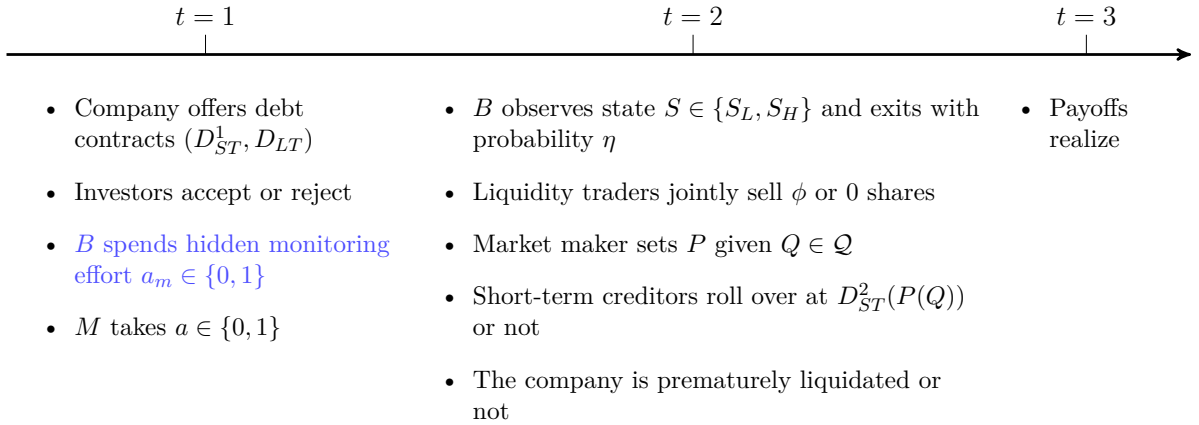 t = 1
t = 2
t = 3
• Company offers debt
contracts (D¹_ST, D_LT)
• Investors accept or reject
• B spends hidden monitoring
effort a_m ∈ {0, 1}
• M takes a ∈ {0, 1}
• B observes state S ∈ {S_L, S_H} and exits with
probability η
• Liquidity traders jointly sell ϕ or 0 shares
• Market maker sets P given Q ∈ 𝒬
• Short-term creditors roll over at D²_ST(P(Q))
or not
• The company is prematurely liquidated or
not
• Payoffs
realize